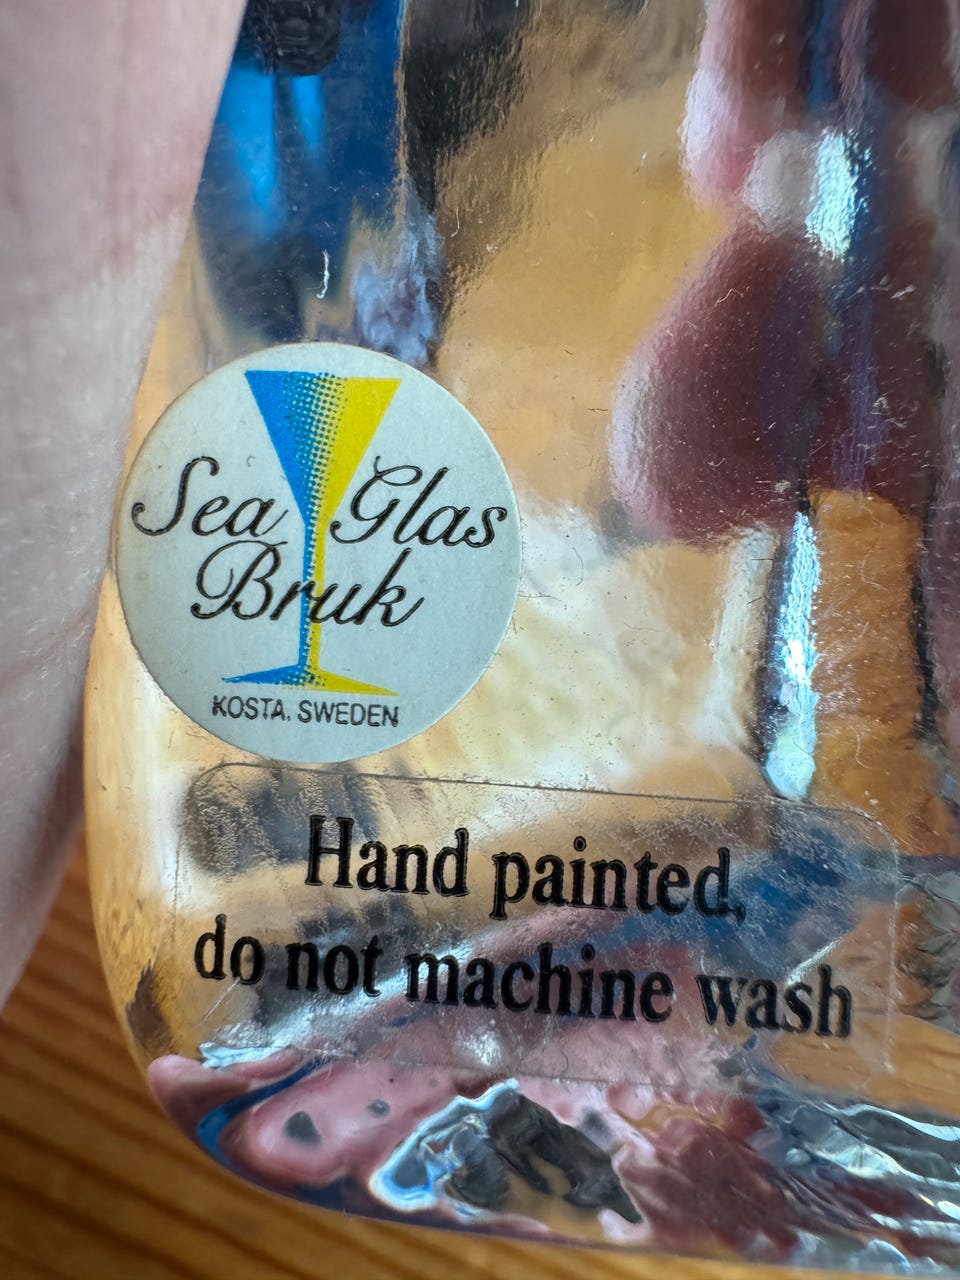 Sea Glas
Bruk
KOSTA. SWEDEN
Hand painted,
do not machine wash